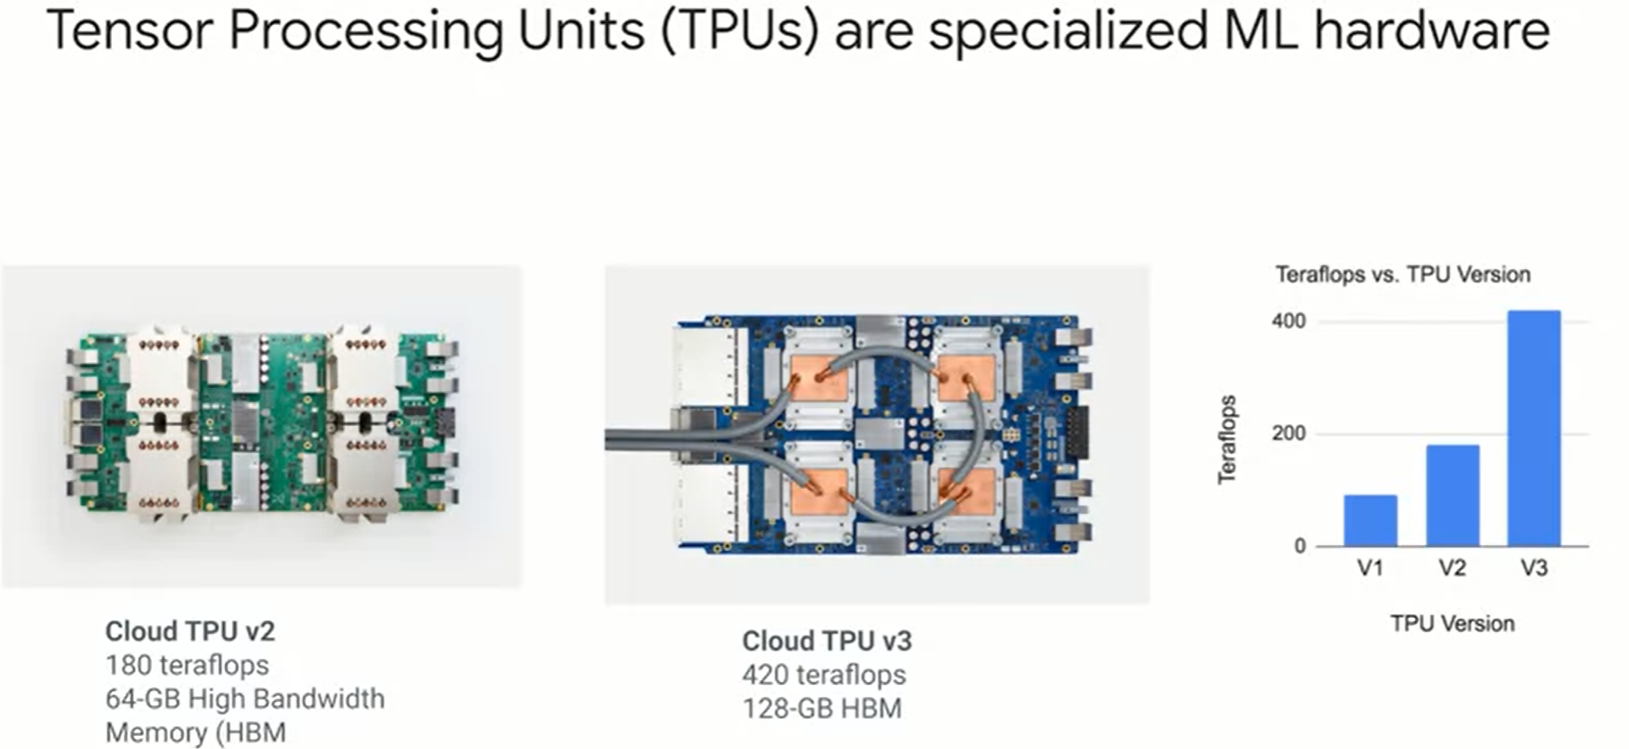 Tensor Processing Units (TPUs) are specialized ML hardware
Cloud TPU v2
180 teraflops
64-GB High Bandwidth
Memory (HBM
Cloud TPU v3
420 teraflops
128-GB HBM
Teraflops vs. TPU Version
400
200
0
Teraflops
V1 V2 V3
TPU Version